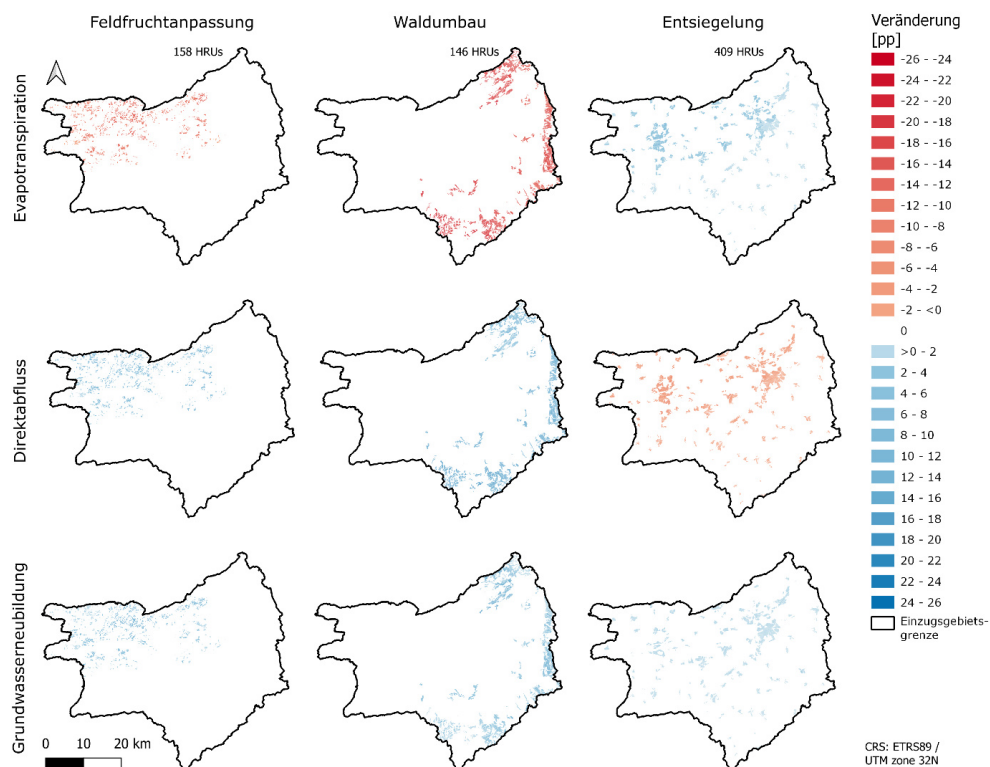 Feldfruchtanpassung
Waldumbau
Entsiegelung
158 HRUs
146 HRUs
409 HRUs
Evapotranspiration
Direktabfluss
Grundwasserneubildung
Veränderung
[pp]
-26 - -24
-24 - -22
-22 - -20
-20 - -18
-18 - -16
-16 - -14
-14 - -12
-12 - -10
-10 - -8
-8 - -6
-6 - -4
-4 - -2
-2 - <0
0
>0 - 2
2 - 4
4 - 6
6 - 8
8 - 10
10 - 12
12 - 14
14 - 16
16 - 18
18 - 20
20 - 22
22 - 24
24 - 26
Einzugsgebiets-
grenze
0 10 20 km
CRS: ETRS89 /
UTM zone 32N